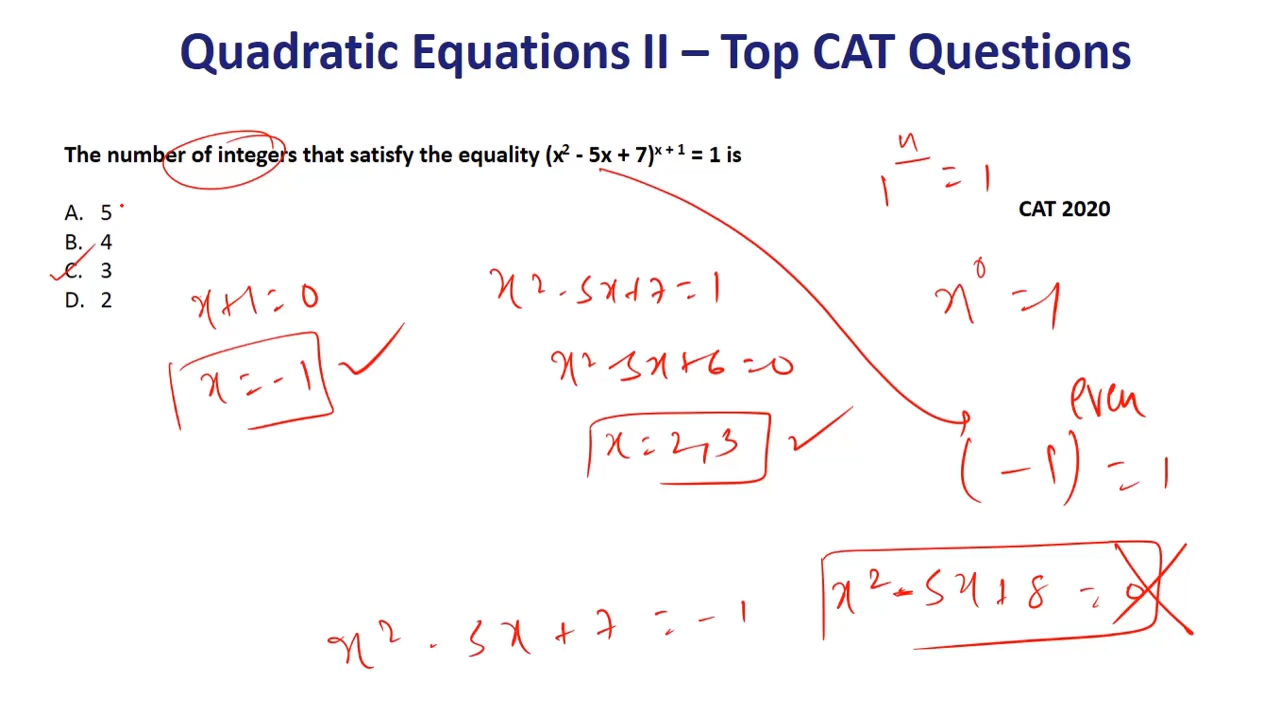 Quadratic Equations II – Top CAT Questions
The number of integers that satisfy the equality (x² - 5x + 7)ˣ⁺¹ = 1 is
1ⁿ = 1
CAT 2020
A. 5
B. 4
C. 3
D. 2
x+1=0
x=-1
x²-5x+7=1
x²-5x+6=0
x=2,3
x⁰=1
even
(-1) = 1
x²-5x+7=-1
x²-5x+8=0